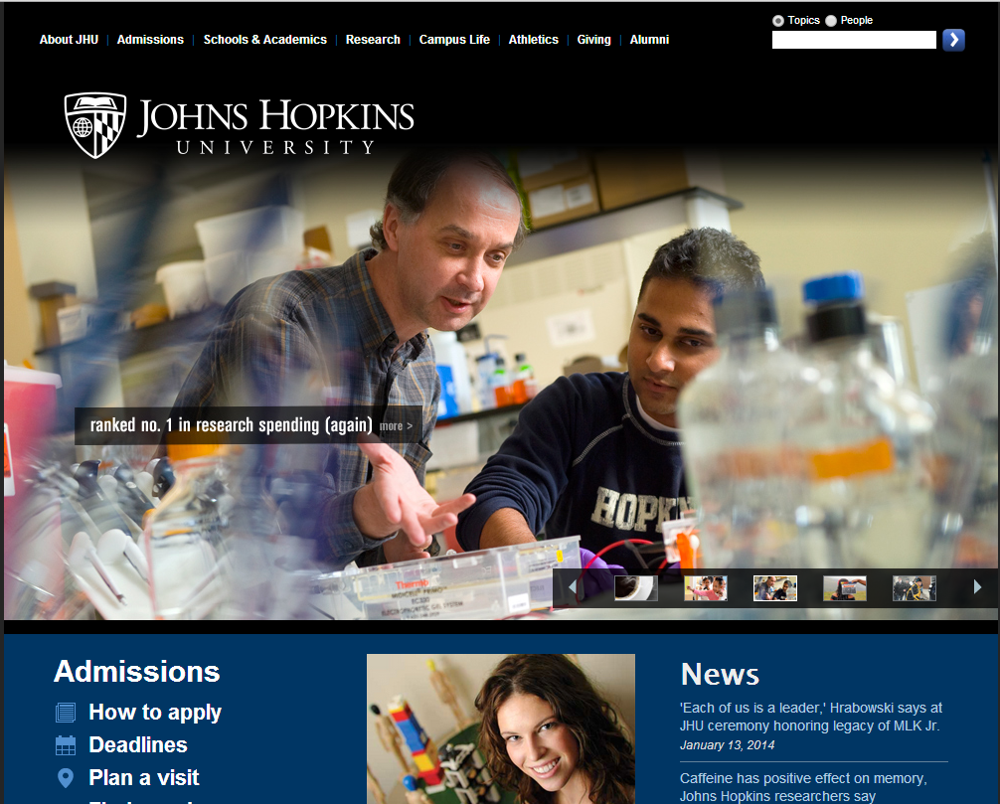 Topics People
About JHU Admissions Schools & Academics Research Campus Life Athletics Giving Alumni
JOHNS HOPKINS
UNIVERSITY
ranked no. 1 in research spending (again) more >
HOPK
Thermo
Admissions
How to apply
Deadlines
Plan a visit
News
'Each of us is a leader,' Hrabowski says at
JHU ceremony honoring legacy of MLK Jr.
January 13, 2014
Caffeine has positive effect on memory,
Johns Hopkins researchers say